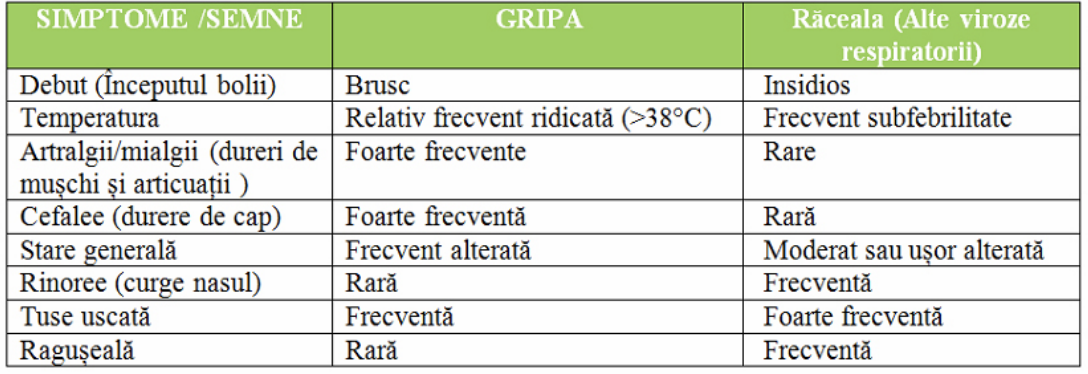 SIMPTOME /SEMNE GRIPA Răceala (Alte viroze
respiratorii)
Debut (Începutul bolii) Brusc Insidios
Temperatura Relativ frecvent ridicată (>38°C) Frecvent subfebrilitate
Artralgii/mialgii (dureri de Foarte frecvente Rare
mușchi și articuații )
Cefalee (durere de cap) Foarte frecventă Rară
Stare generală Frecvent alterată Moderat sau ușor alterată
Rinoree (curge nasul) Rară Frecventă
Tuse uscată Frecventă Foarte frecventă
Ragușeală Rară Frecventă